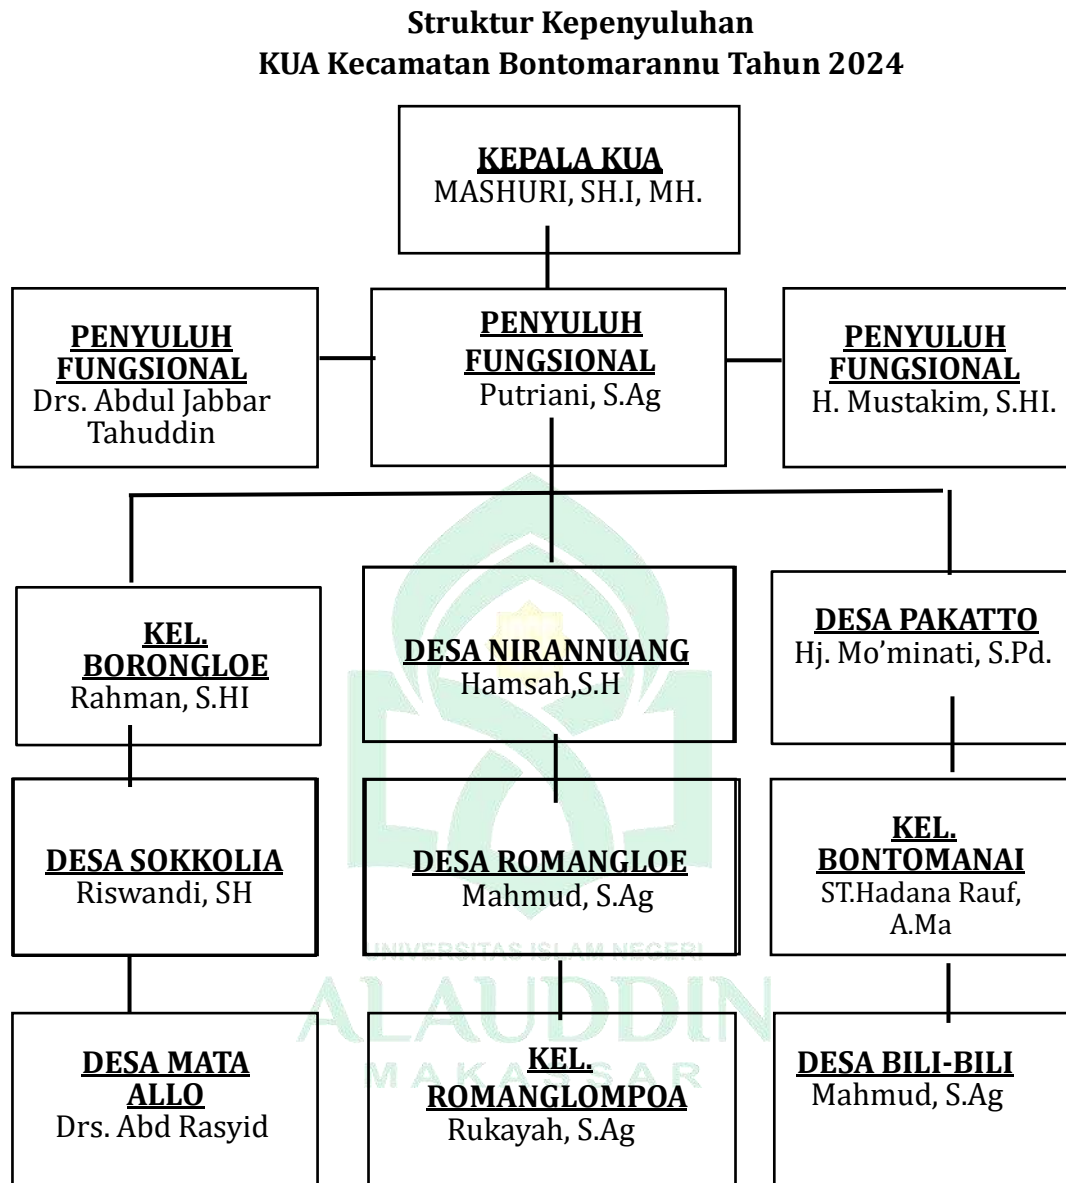 Struktur Kepenyuluhan
KUA Kecamatan Bontomarannu Tahun 2024
KEPALA KUA
MASHURI, SH.I, MH.
PENYULUH
FUNGSIONAL
Drs. Abdul Jabbar
Tahuddin
PENYULUH
FUNGSIONAL
Putriani, S.Ag
PENYULUH
FUNGSIONAL
H. Mustakim, S.HI.
KEL.
BORONGLOE
Rahman, S.HI
DESA NIRANNUANG
Hamsah,S.H
DESA PAKATTO
Hj. Mo’minati, S.Pd.
DESA SOKKOLIA
Riswandi, SH
DESA ROMANGLOE
Mahmud, S.Ag
KEL.
BONTOMANAI
ST.Hadana Rauf,
A.Ma
UNIVERSITAS ISLAM NEGERI
ALAUDDIN
MAKASSAR
DESA MATA
ALLO
Drs. Abd Rasyid
KEL.
ROMANGLOMPOA
Rukayah, S.Ag
DESA BILI-BILI
Mahmud, S.Ag